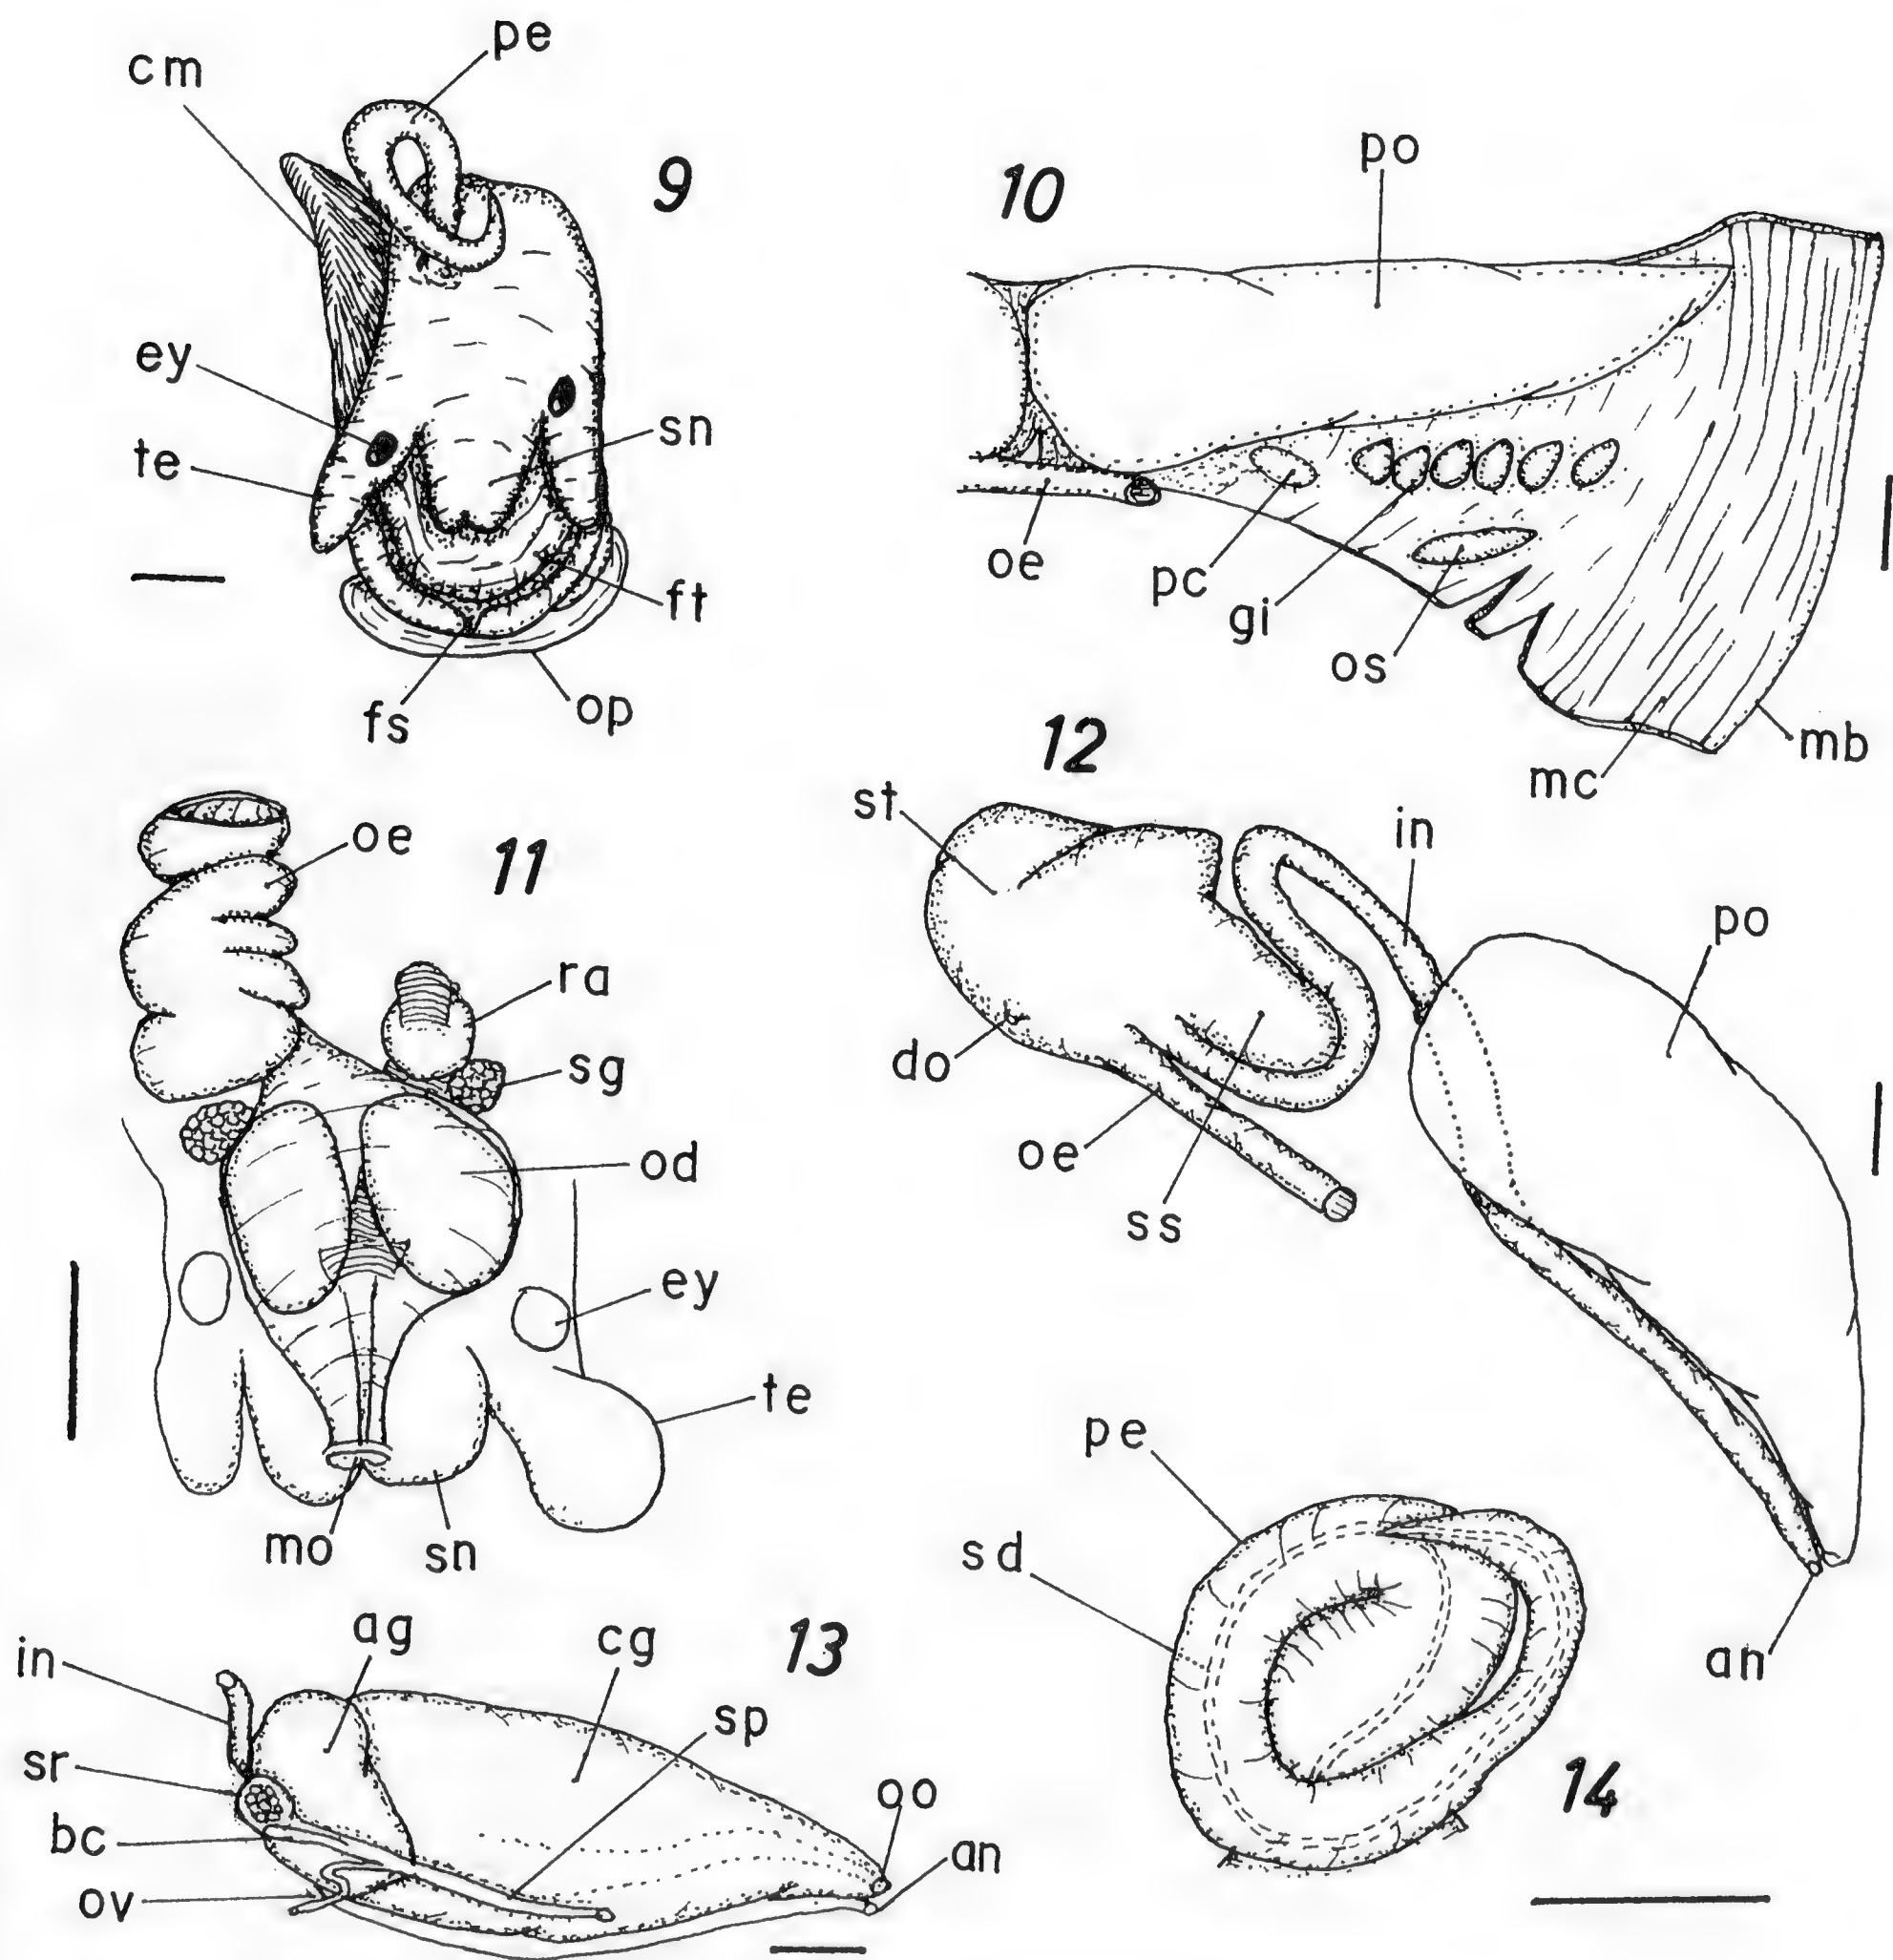 9
pe
cm
ey
te
sn
ft
fs
op
10
po
oe
pc
gi
os
mc
mb
11
oe
ra
sg
od
ey
te
mo
sn
12
st
in
po
do
oe
ss
an
13
in
ag
cg
sp
sr
bc
ov
oo
an
14
pe
sd